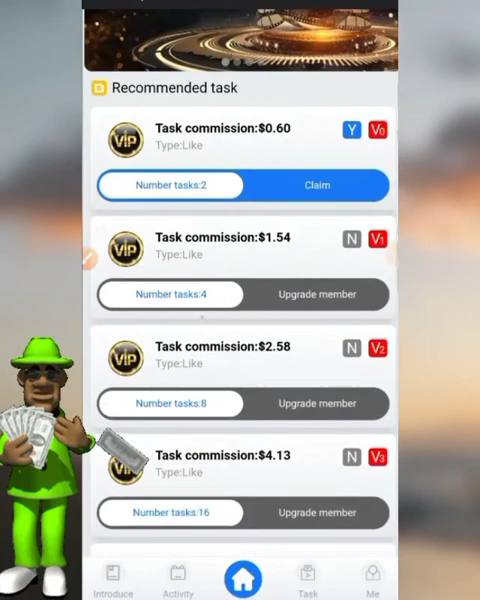 Recommended task
VIP
Task commission:$0.60
Y
V0
Type:Like
Number tasks:2
Claim
VIP
Task commission:$1.54
N
V1
Type:Like
Number tasks:4
Upgrade member
VIP
Task commission:$2.58
N
V2
Type:Like
Number tasks:8
Upgrade member
Task commission:$4.13
N
V3
Type:Like
Number tasks:16
Upgrade member
Introduce
Activity
Task
Me